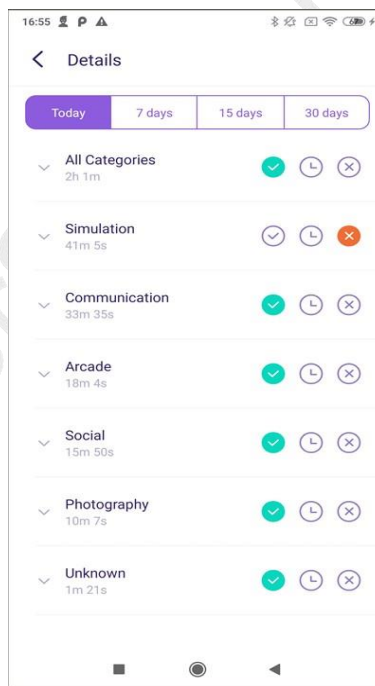 16:55
Details
Today 7 days 15 days 30 days
All Categories
2h 1m
Simulation
41m 5s
Communication
33m 35s
Arcade
18m 4s
Social
15m 50s
Photography
10m 7s
Unknown
1m 21s